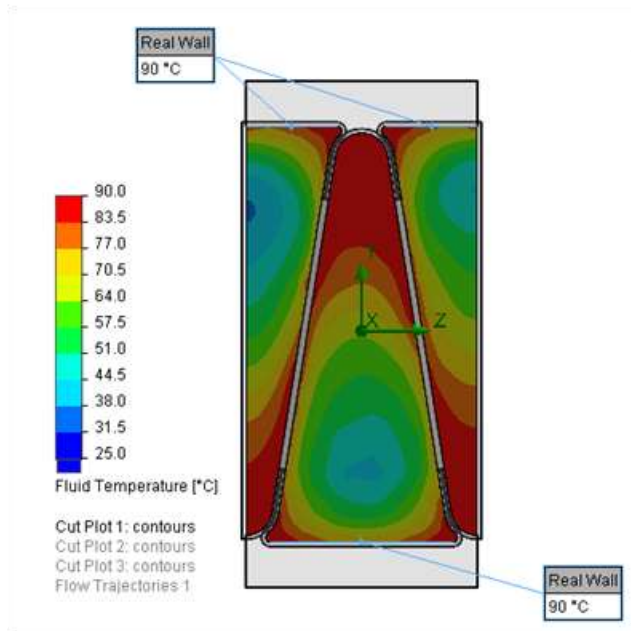 Real Wall
90 °C
90.0
83.5
77.0
70.5
64.0
57.5
51.0
44.5
38.0
31.5
25.0
Fluid Temperature [°C]
Cut Plot 1: contours
Cut Plot 2: contours
Cut Plot 3: contours
Flow Trajectories 1
Y
X
Z
Real Wall
90 °C